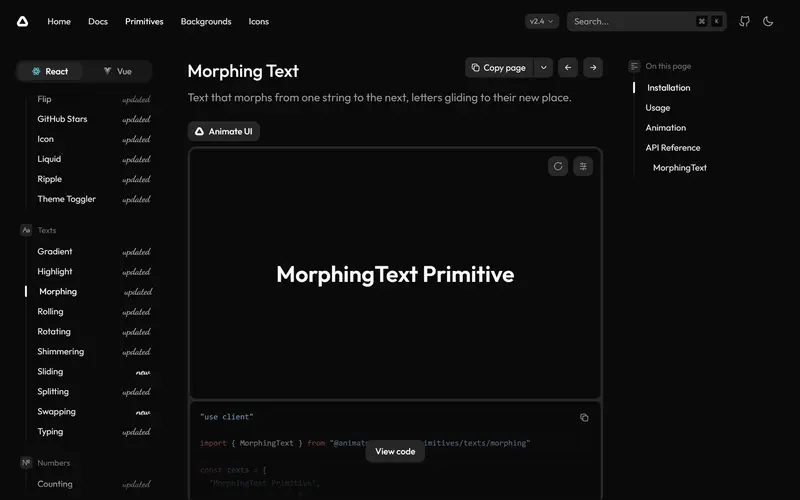 Home Docs Primitives Backgrounds Icons v2.4 Search... ⌘ K
React Vue
Flip updated
GitHub Stars updated
Icon updated
Liquid updated
Ripple updated
Theme Toggler updated
Aa Texts
Gradient updated
Highlight updated
Morphing updated
Rolling updated
Rotating updated
Shimmering updated
Sliding new
Splitting updated
Swapping new
Typing updated
Nº Numbers
Counting updated
Morphing Text
Copy page
Text that morphs from one string to the next, letters gliding to their new place.
Animate UI
MorphingText Primitive
"use client"
import { MorphingText } from "@animate imitives/texts/morphing"
View code
const texts = [
"MorphingText Primitive",
On this page
Installation
Usage
Animation
API Reference
MorphingText